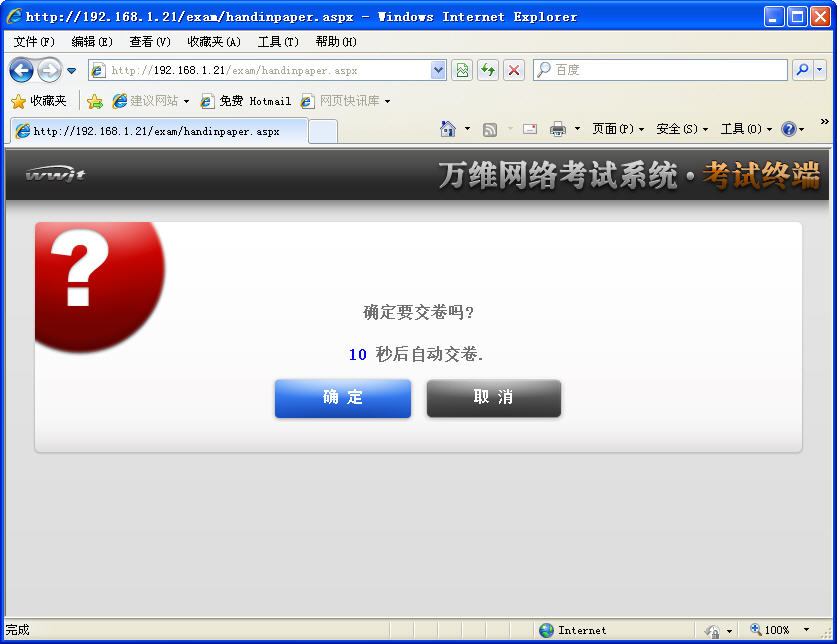 http://192.168.1.21/exam/handinpaper.aspx - Windows Internet Explorer
文件(F) 编辑(E) 查看(V) 收藏夹(A) 工具(T) 帮助(H)
http://192.168.1.21/exam/handinpaper.aspx 百度
收藏夹 建议网站 免费 Hotmail 网页快讯库
http://192.168.1.21/exam/handinpaper.aspx 页面(P) 安全(S) 工具(O) »
wwjt 万维网络考试系统·考试终端
?
确定要交卷吗?
10 秒后自动交卷.
确 定 取 消
完成 Internet 100%